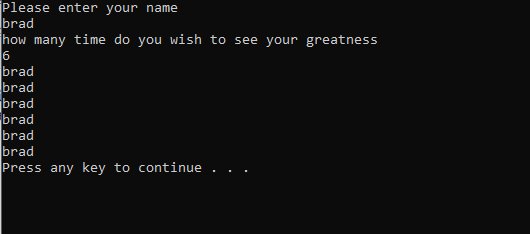 Please enter your name
brad
how many time do you wish to see your greatness
6
brad
brad
brad
brad
brad
brad
Press any key to continue . . .